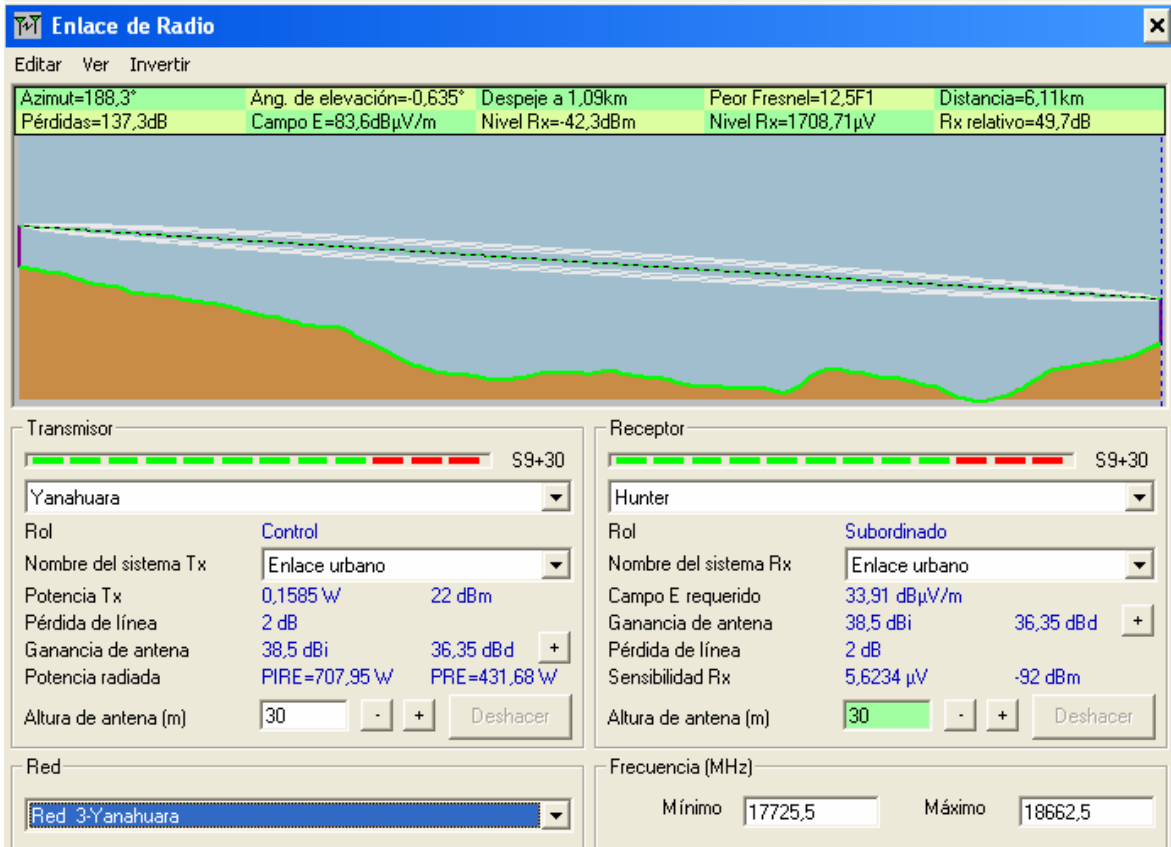 Enlace de Radio
Editar Ver Invertir
Azimut=188,3° Ang. de elevación=-0,635° Despeje a 1,09km Peor Fresnel=12,5F1 Distancia=6,11km
Pérdidas=137,3dB Campo E=83,6dBµV/m Nivel Rx=-42,3dBm Nivel Rx=1708,71µV Rx relativo=49,7dB
Transmisor
S9+30
Yanahuara
Rol Control
Nombre del sistema Tx Enlace urbano
Potencia Tx 0,1585 W 22 dBm
Pérdida de línea 2 dB
Ganancia de antena 38,5 dBi 36,35 dBd +
Potencia radiada PIRE=707,95 W PRE=431,68 W
Altura de antena (m) 30 - + Deshacer
Receptor
S9+30
Hunter
Rol Subordinado
Nombre del sistema Rx Enlace urbano
Campo E requerido 33,91 dBµV/m
Ganancia de antena 38,5 dBi 36,35 dBd +
Pérdida de línea 2 dB
Sensibilidad Rx 5,6234 µV -92 dBm
Altura de antena (m) 30 - + Deshacer
Red
Red 3-Yanahuara
Frecuencia (MHz)
Mínimo 17725,5 Máximo 18662,5